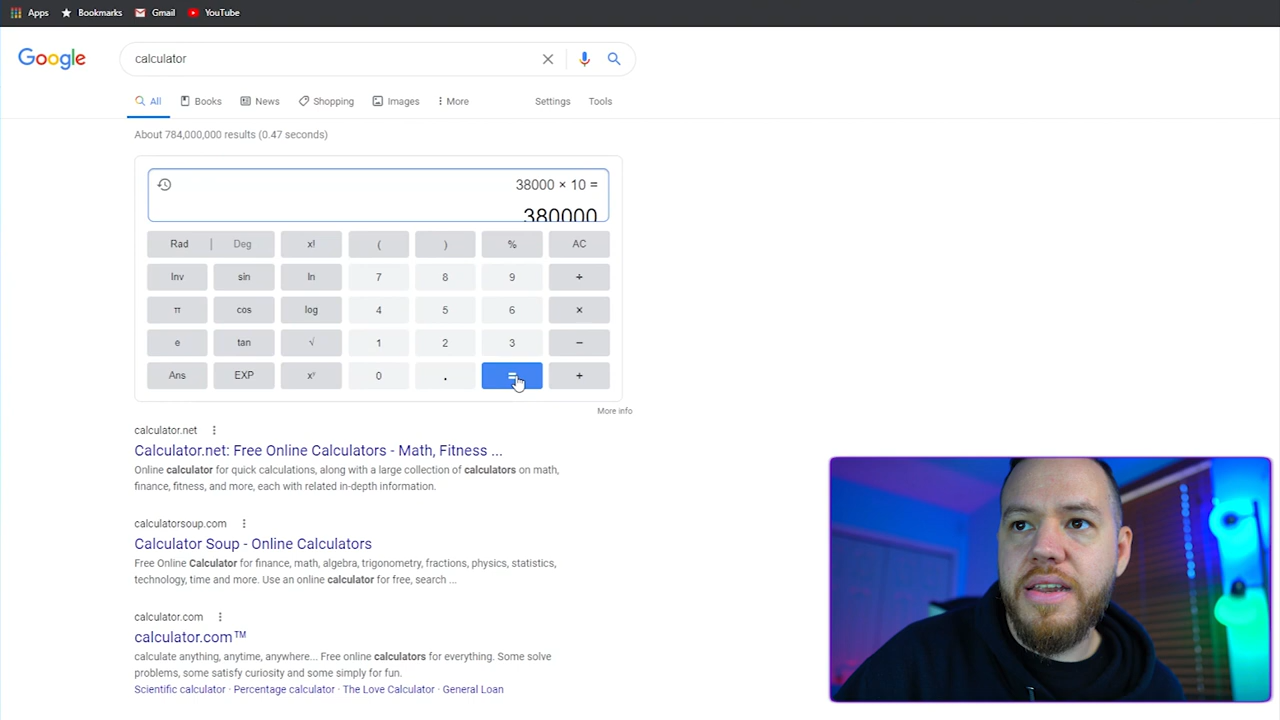 Apps Bookmarks Gmail YouTube
Google calculator
All Books News Shopping Images More Settings Tools
About 784,000,000 results (0.47 seconds)
38000 × 10 =
380000
Rad | Deg x! ( ) % AC
Inv sin ln 7 8 9 ÷
π cos log 4 5 6 ×
e tan √ 1 2 3 −
Ans EXP xʸ 0 . = +
More info
calculator.net
Calculator.net: Free Online Calculators - Math, Fitness ...
Online calculator for quick calculations, along with a large collection of calculators on math,
finance, fitness, and more, each with related in-depth information.
calculatorsoup.com
Calculator Soup - Online Calculators
Free Online Calculator for finance, math, algebra, trigonometry, fractions, physics, statistics,
technology, time and more. Use an online calculator for free, search ...
calculator.com
calculator.com™
calculate anything, anytime, anywhere... Free online calculators for everything. Some solve
problems, some satisfy curiosity and some simply for fun.
Scientific calculator · Percentage calculator · The Love Calculator · General Loan